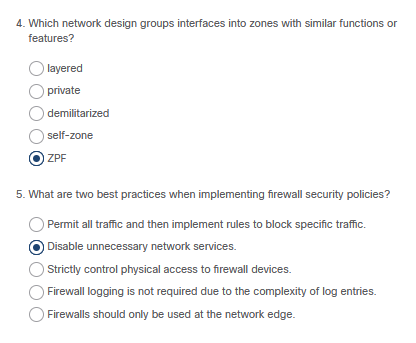 4. Which network design groups interfaces into zones with similar functions or
features?
layered
private
demilitarized
self-zone
ZPF
5. What are two best practices when implementing firewall security policies?
Permit all traffic and then implement rules to block specific traffic.
Disable unnecessary network services.
Strictly control physical access to firewall devices.
Firewall logging is not required due to the complexity of log entries.
Firewalls should only be used at the network edge.